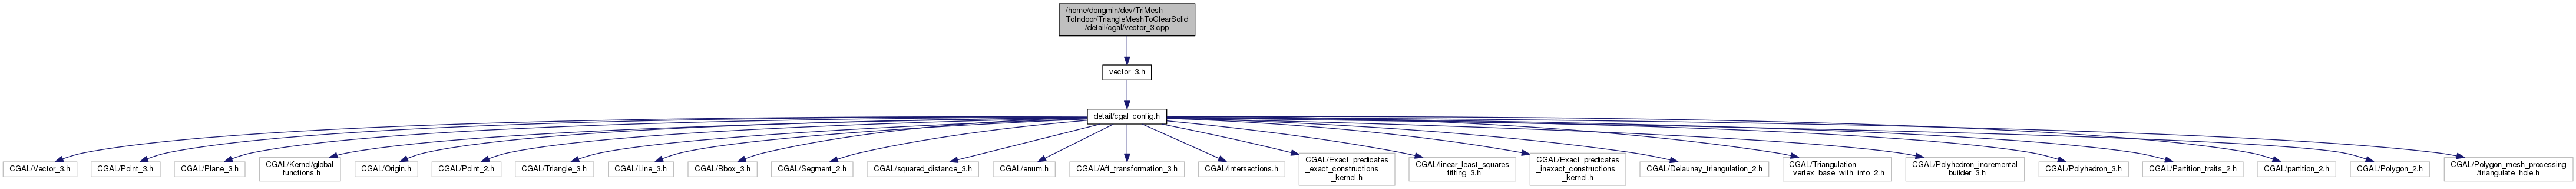 /home/dongmin/dev/TriMesh
ToIndoor/TriangleMeshToClearSolid
/detail/cgal/vector_3.cpp
vector_3.h
detail/cgal_config.h
CGAL/Vector_3.h
CGAL/Point_3.h
CGAL/Plane_3.h
CGAL/Kernel/global
_functions.h
CGAL/Origin.h
CGAL/Point_2.h
CGAL/Triangle_3.h
CGAL/Line_3.h
CGAL/Bbox_3.h
CGAL/Segment_2.h
CGAL/squared_distance_3.h
CGAL/enum.h
CGAL/Aff_transformation_3.h
CGAL/intersections.h
CGAL/Exact_predicates
_exact_constructions
_kernel.h
CGAL/linear_least_squares
_fitting_3.h
CGAL/Exact_predicates
_inexact_constructions
_kernel.h
CGAL/Delaunay_triangulation_2.h
CGAL/Triangulation
_vertex_base_with_info_2.h
CGAL/Polyhedron_incremental
_builder_3.h
CGAL/Polyhedron_3.h
CGAL/Partition_traits_2.h
CGAL/partition_2.h
CGAL/Polygon_2.h
CGAL/Polygon_mesh_processing
/triangulate_hole.h